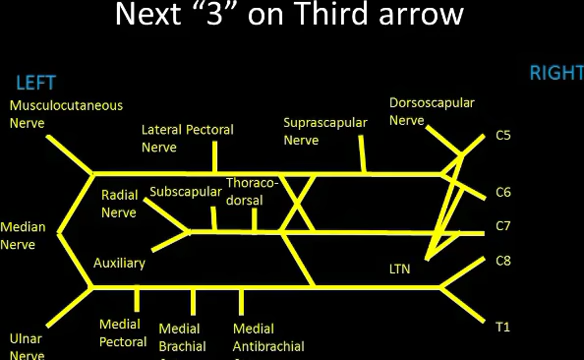 Next “3” on Third arrow
LEFT
RIGHT
Musculocutaneous
Nerve
Lateral Pectoral
Nerve
Suprascapular
Nerve
Dorsoscapular
Nerve
C5
Radial
Nerve
Subscapular
Thoraco-
dorsal
C6
Median
Nerve
C7
Auxiliary
LTN
C8
Ulnar
Nerve
Medial
Pectoral
Medial
Brachial
Medial
Antibrachial
T1